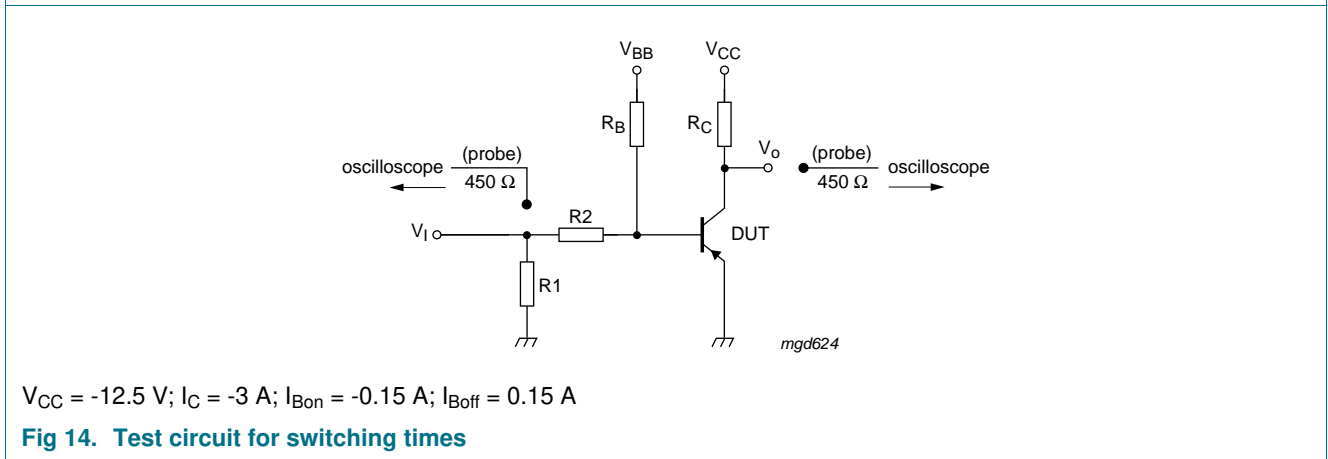 VBB
VCC
RB
RC
Vo
(probe)
oscilloscope
450 Ω
(probe)
oscilloscope
450 Ω
R2
VI
DUT
R1
mgd624
VCC = -12.5 V; IC = -3 A; IBon = -0.15 A; IBoff = 0.15 A
Fig 14. Test circuit for switching times